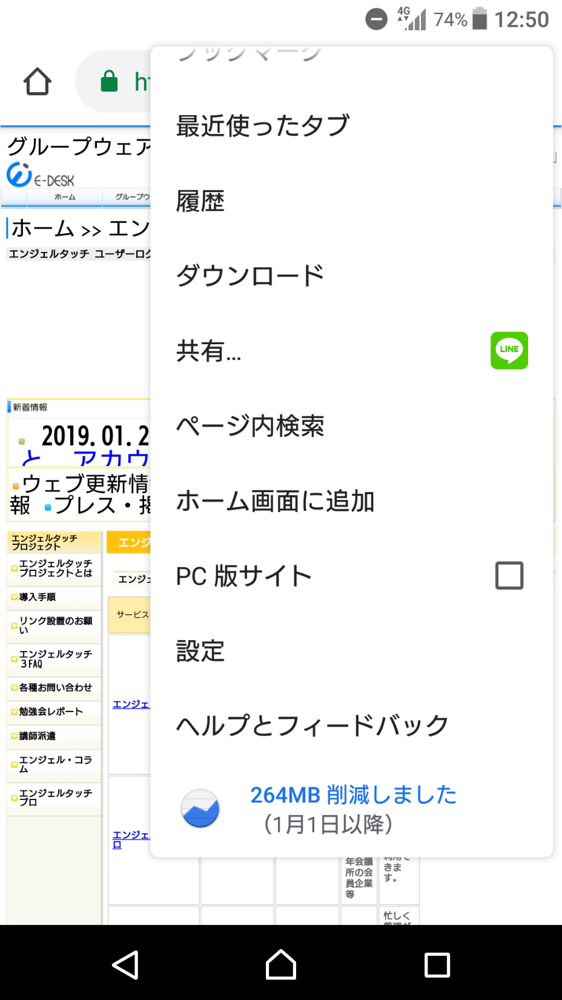 4G 74% 12:50
ブックマーク
最近使ったタブ
履歴
ダウンロード
共有...
LINE
ページ内検索
ホーム画面に追加
PC 版サイト
設定
ヘルプとフィードバック
264MB 削減しました
(1月1日以降)
グループウェア
E-DESK
ホーム グループウ
ホーム >> エン
エンジェルタッチ ユーザーログ
新着情報
2019.01.2
と、 アカウ
ウェブ更新情
報 プレス・掲
エンジェルタッチ
プロジェクト
エンジェルタッチ
プロジェクトとは
導入手順
リンク設置のお願
い
エンジェルタッチ
3FAQ
各種お問い合わせ
勉強会レポート
講師派遣
エンジェル・コラ
ム
エンジェルタッチ
プロ
エンジ
エンジェ
サービス
エンジェ
エンジェ
ロ
年会議
所の会
員企業
等
きま
す。
忙しく